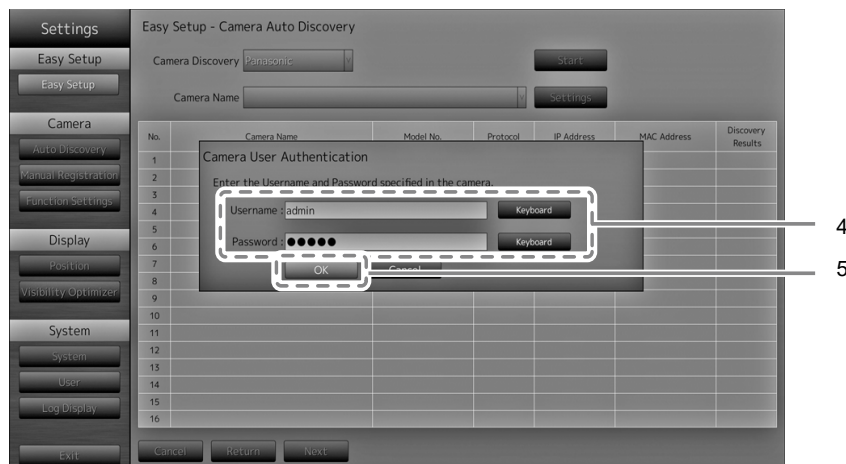 Settings
Easy Setup
Easy Setup
Camera
Auto Discovery
Manual Registration
Function Settings
Display
Position
Visibility Optimizer
System
System
User
Log Display
Exit
Easy Setup - Camera Auto Discovery
Camera Discovery Panasonic Start
Camera Name Settings
No. Camera Name Model No. Protocol IP Address MAC Address Discovery Results
1
2
3
4
5
6
7
8
9
10
11
12
13
14
15
16
Camera User Authentication
Enter the Username and Password specified in the camera.
Username : admin Keyboard
Password : ●●●●● Keyboard
OK Cancel
4
5
Cancel Return Next